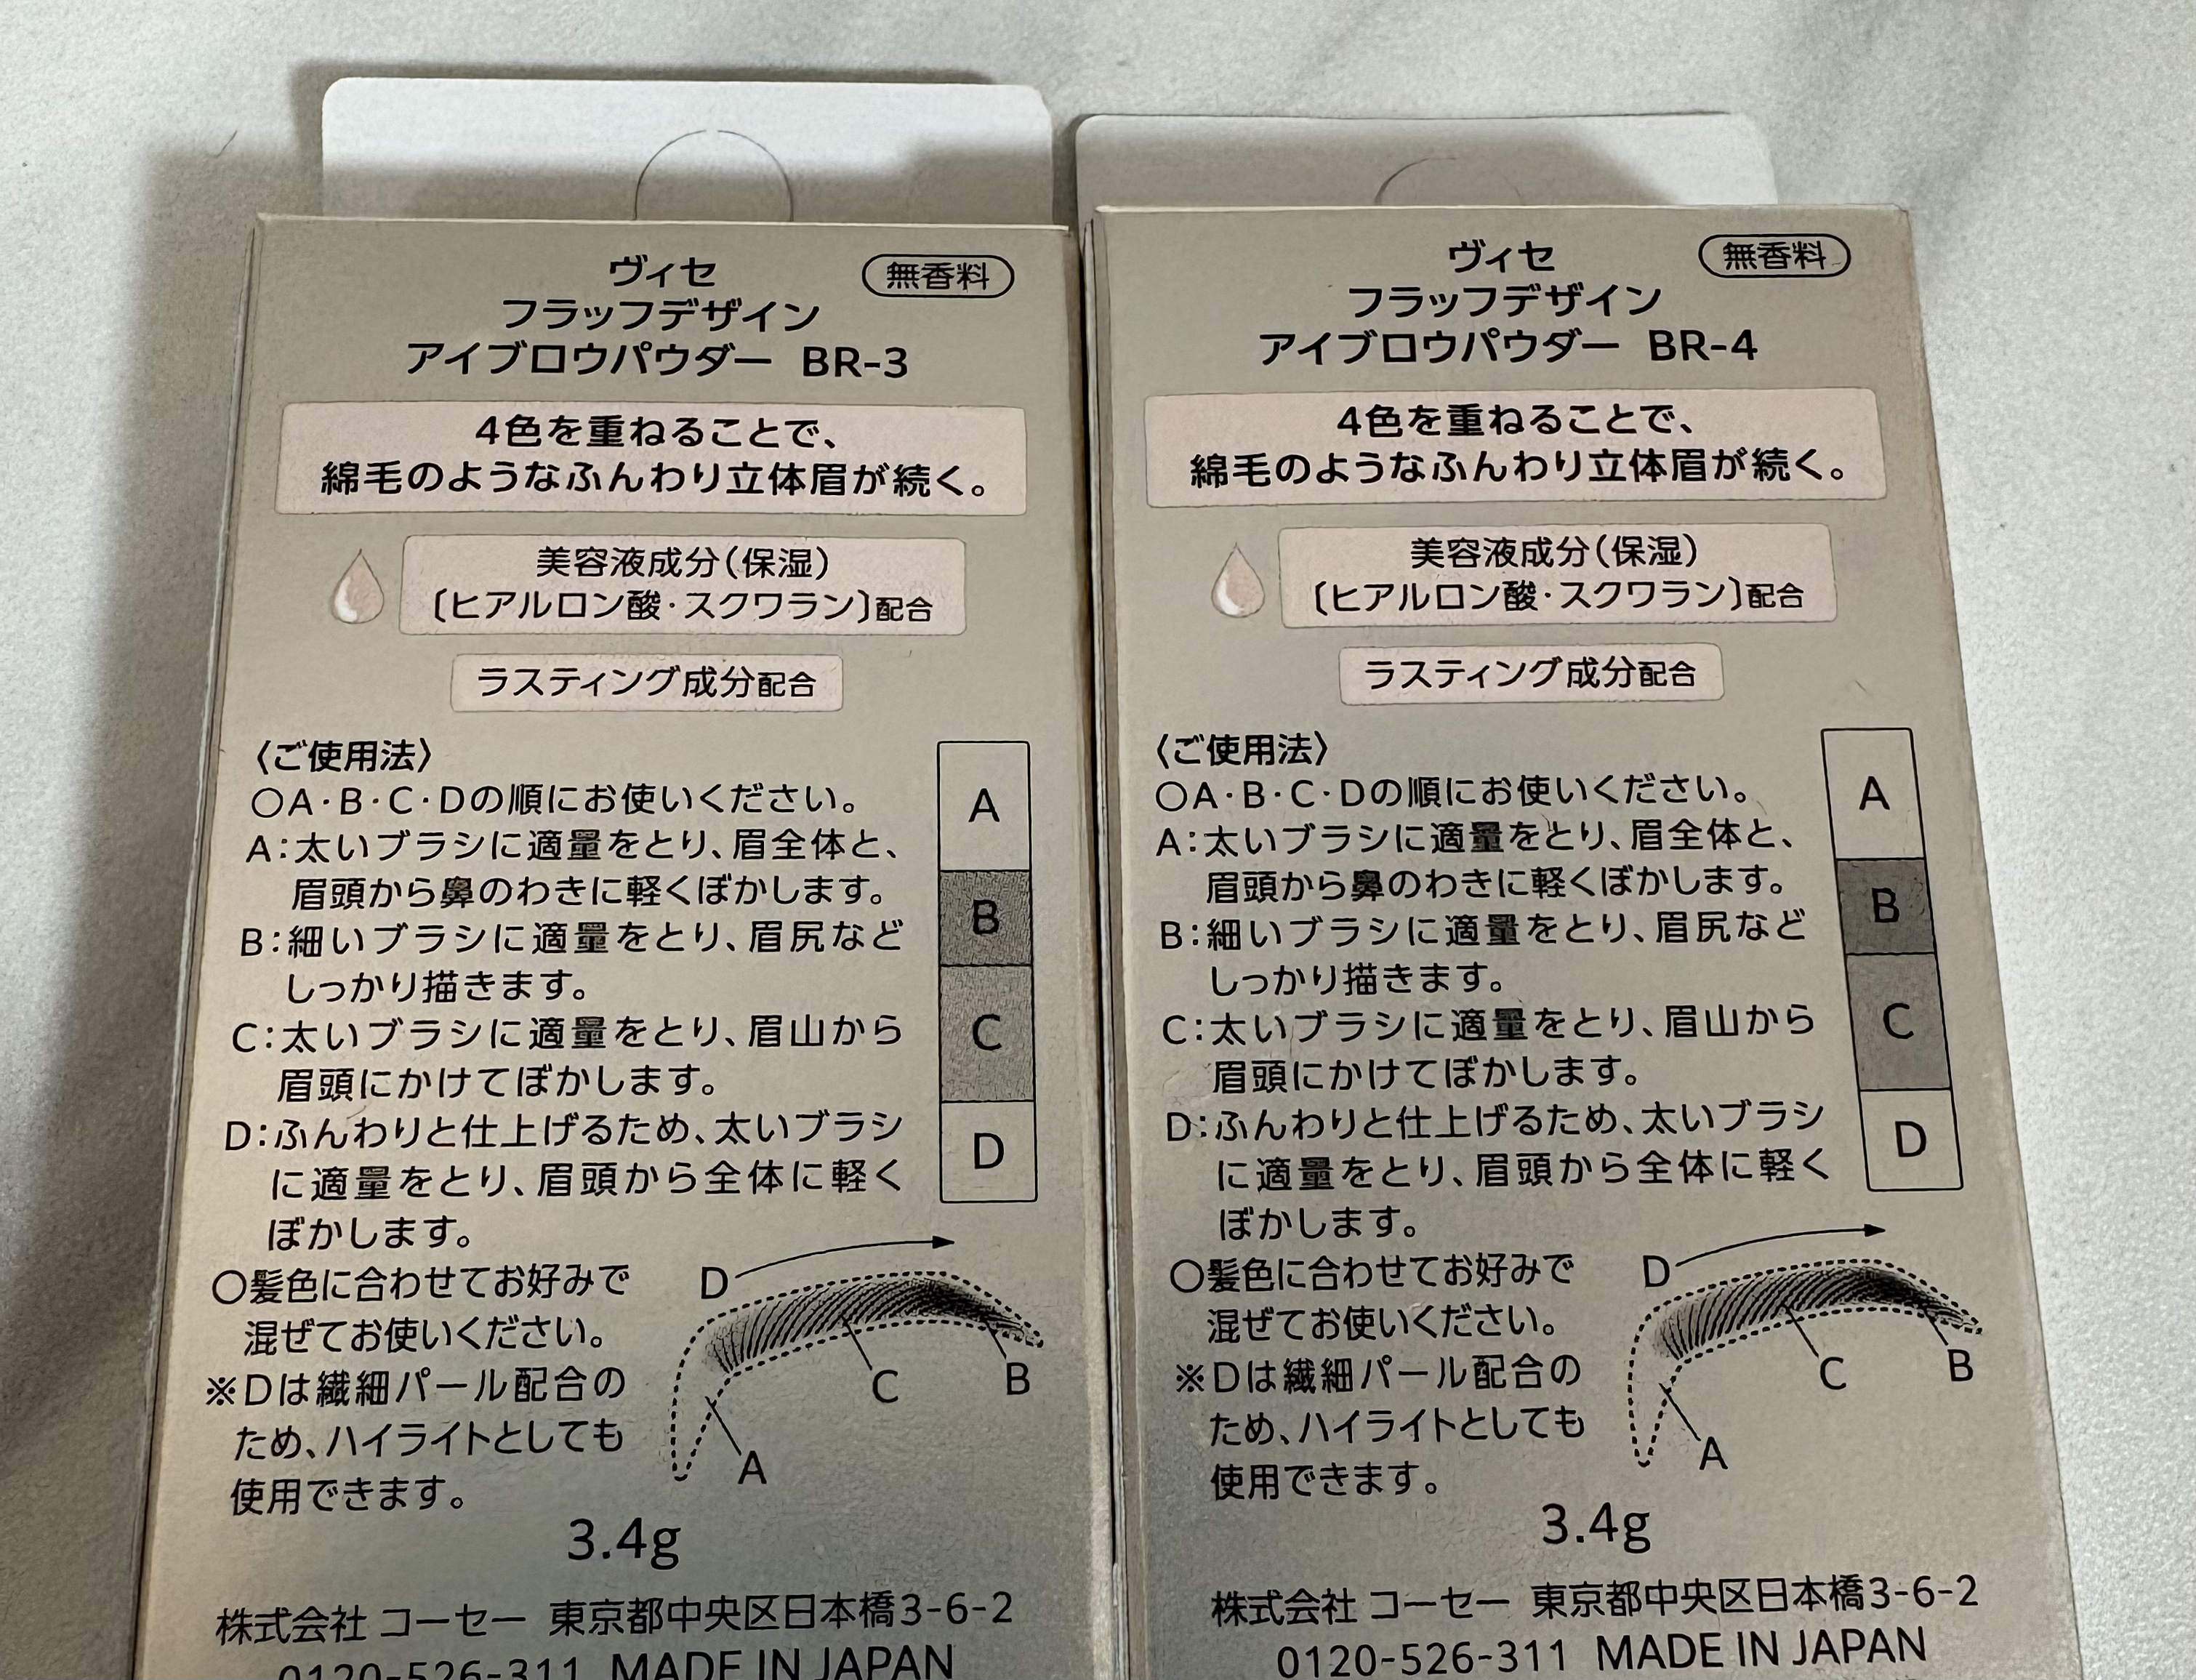 ヴィセ
無香料
フラッフデザイン
アイブロウパウダー BR-3
4色を重ねることで、
綿毛のようなふんわり立体眉が続く。
美容液成分(保湿)
〔ヒアルロン酸・スクワラン〕配合
ラスティング成分配合
〈ご使用法〉
○A・B・C・Dの順にお使いください。
A:太いブラシに適量をとり、眉全体と、
眉頭から鼻のわきに軽くぼかします。
B:細いブラシに適量をとり、眉尻など
しっかり描きます。
C:太いブラシに適量をとり、眉山から
眉頭にかけてぼかします。
D:ふんわりと仕上げるため、太いブラシ
に適量をとり、眉頭から全体に軽く
ぼかします。
○髪色に合わせてお好みで
混ぜてお使いください。
※Dは繊細パール配合の
ため、ハイライトとしても
使用できます。
A
B
C
D
D
C
B
A
3.4g
株式会社 コーセー 東京都中央区日本橋3-6-2
0120-526-311 MADE IN JAPAN
ヴィセ
無香料
フラッフデザイン
アイブロウパウダー BR-4
4色を重ねることで、
綿毛のようなふんわり立体眉が続く。
美容液成分(保湿)
〔ヒアルロン酸・スクワラン〕配合
ラスティング成分配合
〈ご使用法〉
○A・B・C・Dの順にお使いください。
A:太いブラシに適量をとり、眉全体と、
眉頭から鼻のわきに軽くぼかします。
B:細いブラシに適量をとり、眉尻など
しっかり描きます。
C:太いブラシに適量をとり、眉山から
眉頭にかけてぼかします。
D:ふんわりと仕上げるため、太いブラシ
に適量をとり、眉頭から全体に軽く
ぼかします。
○髪色に合わせてお好みで
混ぜてお使いください。
※Dは繊細パール配合の
ため、ハイライトとしても
使用できます。
A
B
C
D
D
C
B
A
3.4g
株式会社 コーセー 東京都中央区日本橋3-6-2
0120-526-311 MADE IN JAPAN